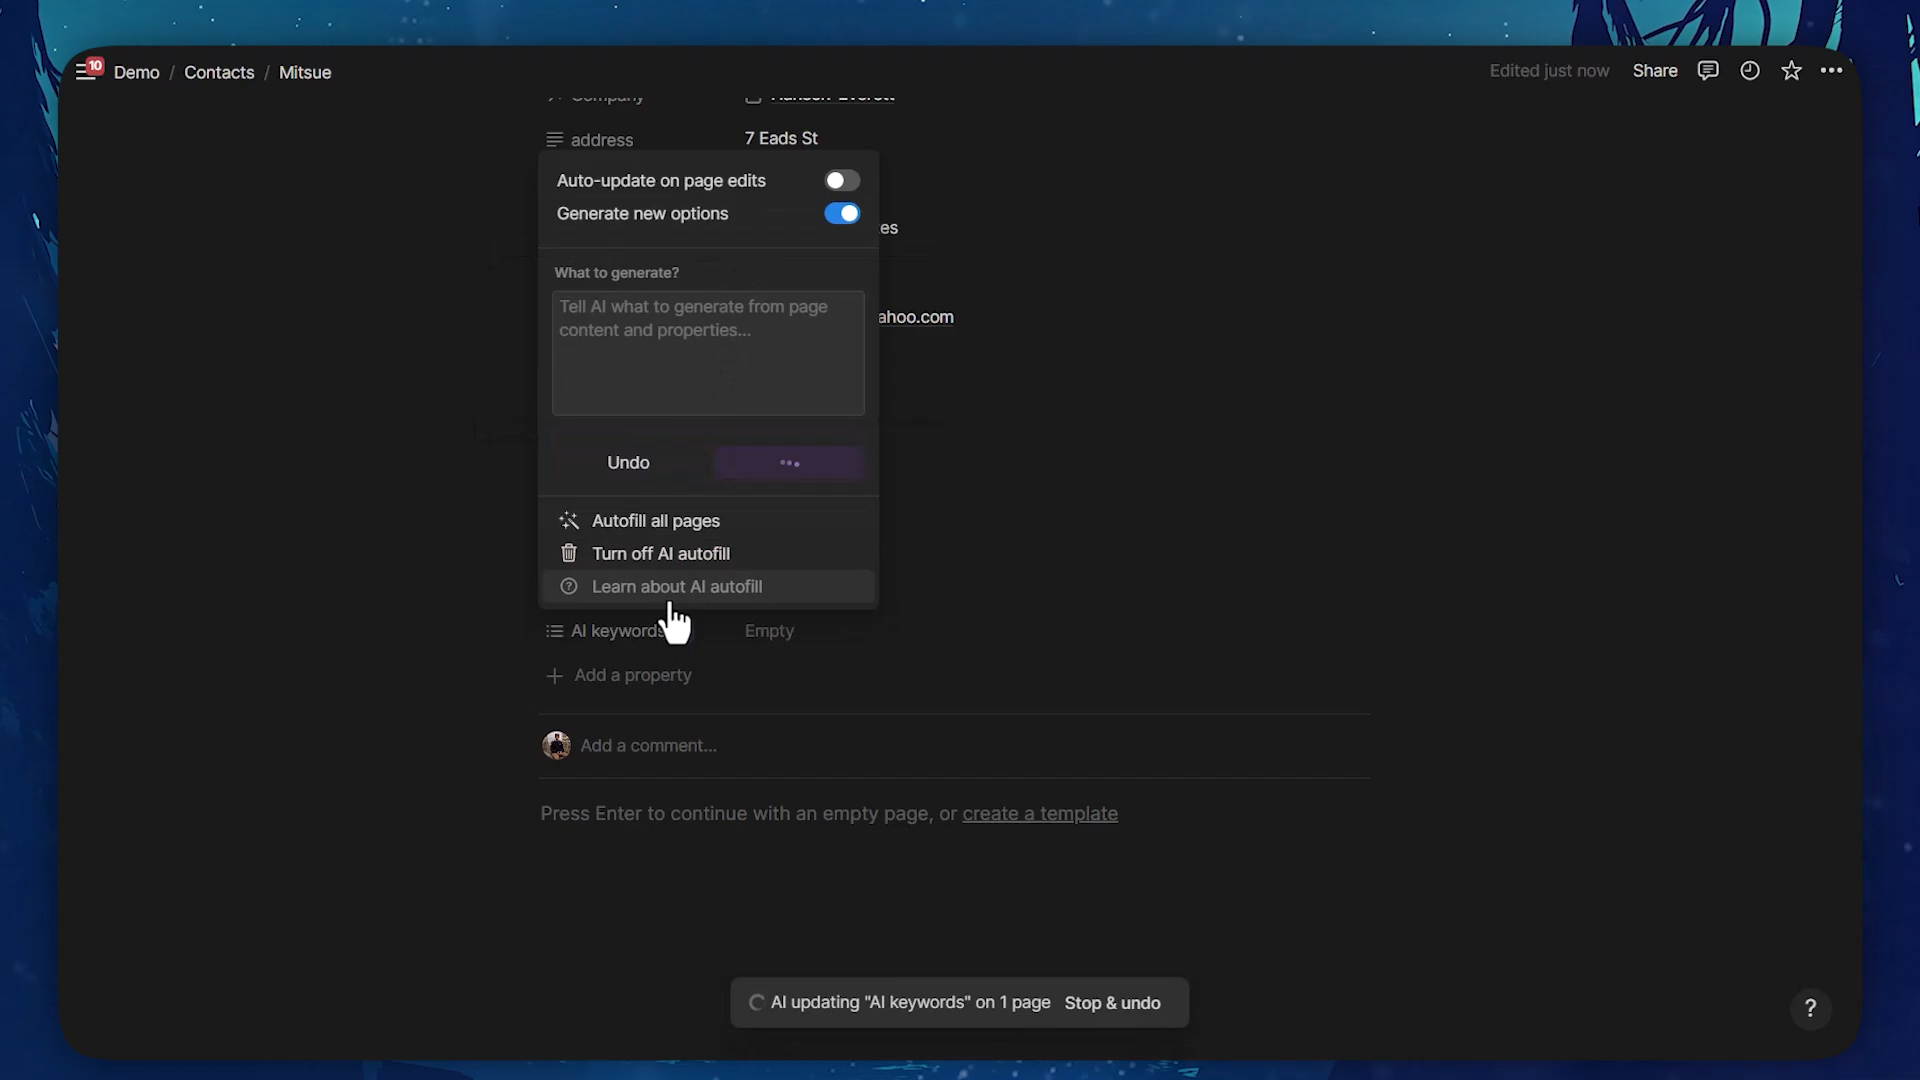 10
Demo / Contacts / Mitsue
Edited just now
Share
address
7 Eads St
Auto-update on page edits
Generate new options
es
What to generate?
Tell AI what to generate from page
content and properties...
ahoo.com
Undo
Autofill all pages
Turn off AI autofill
Learn about AI autofill
AI keywords
Empty
Add a property
Add a comment...
Press Enter to continue with an empty page, or create a template
AI updating "AI keywords" on 1 page Stop & undo
?